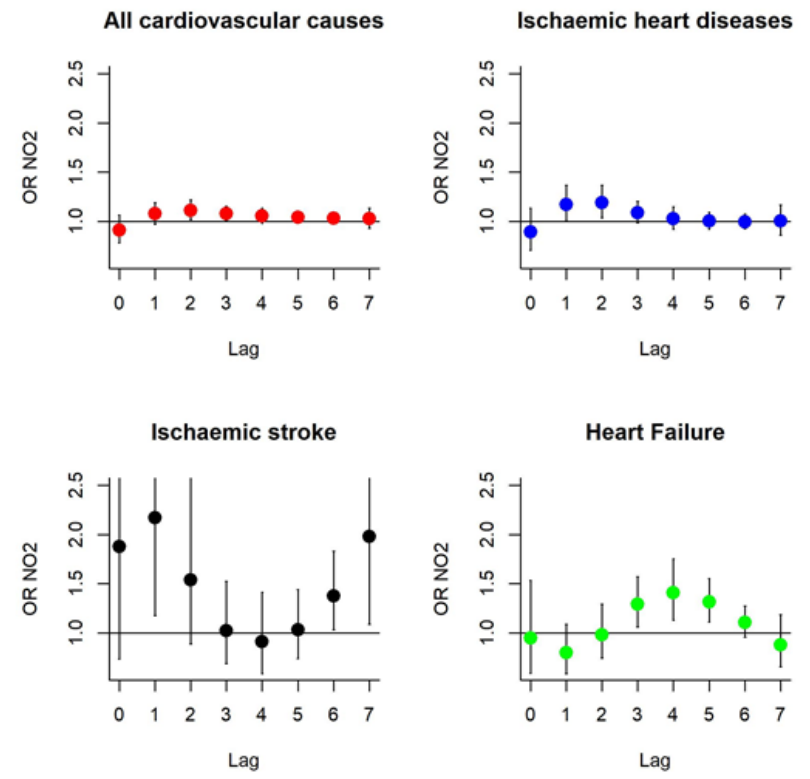 All cardiovascular causes
OR NO2
2.5
2.0
1.5
1.0
0 1 2 3 4 5 6 7
Lag
Ischaemic heart diseases
OR NO2
2.5
2.0
1.5
1.0
0 1 2 3 4 5 6 7
Lag
Ischaemic stroke
OR NO2
2.5
2.0
1.5
1.0
0 1 2 3 4 5 6 7
Lag
Heart Failure
OR NO2
2.5
2.0
1.5
1.0
0 1 2 3 4 5 6 7
Lag